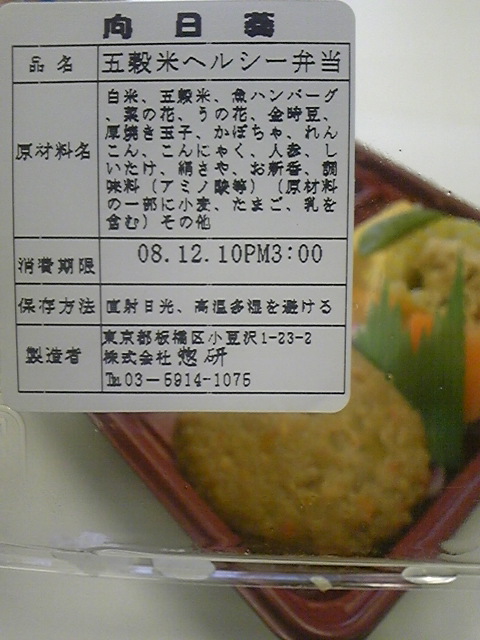 向日葵
品名 五穀米ヘルシー弁当
原材料名
白米、五穀米、魚ハンバーグ
、菜の花、うの花、金時豆、
厚焼き玉子、かぼちゃ、れん
こん、こんにゃく、人参、し
いたけ、絹さや、お新香、調
味料（アミノ酸等）（原材料
の一部に小麦、たまご、乳を
含む）その他
消費期限 08.12.10PM3:00
保存方法 直射日光、高温多湿を避ける
製造者
東京都板橋区小豆沢1-23-2
株式会社 惣研
℡03-5914-1075